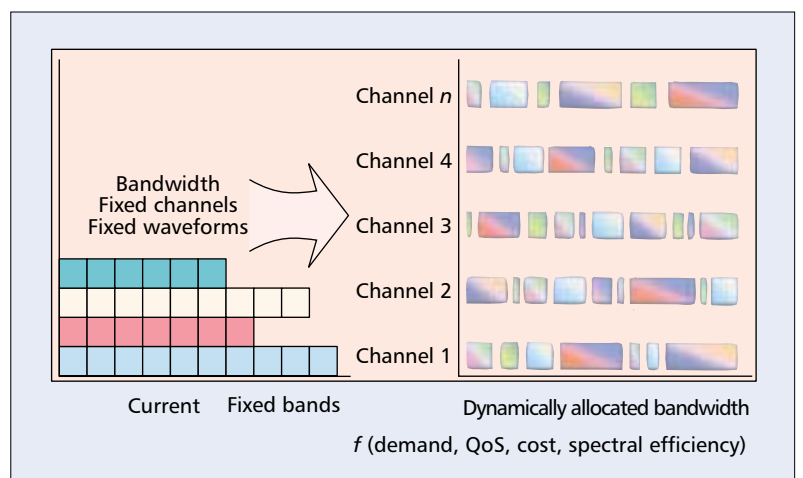 Bandwidth
Fixed channels
Fixed waveforms
Channel n
Channel 4
Channel 3
Channel 2
Channel 1
Current
Fixed bands
Dynamically allocated bandwidth
f (demand, QoS, cost, spectral efficiency)